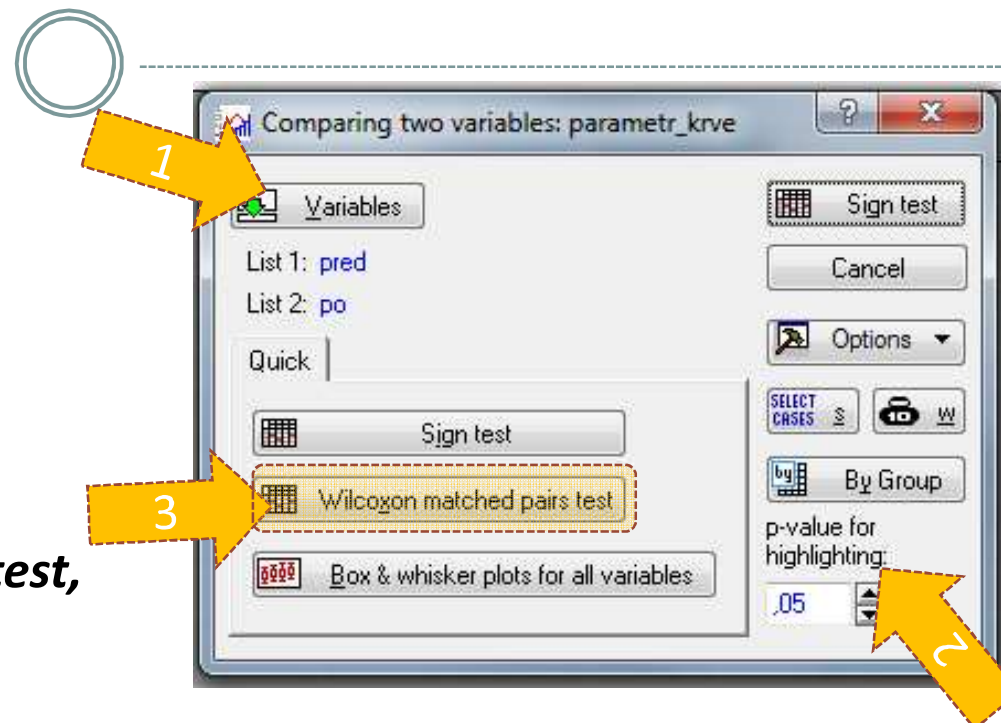 1
Comparing two variables: parametr_krve
Variables
Sign test
List 1: pred
Cancel
List 2: po
Options
Quick
SELECT CASES S
W
Sign test
By Group
3
Wilcoxon matched pairs test
p-value for
highlighting:
test,
Box & whisker plots for all variables
,05
2